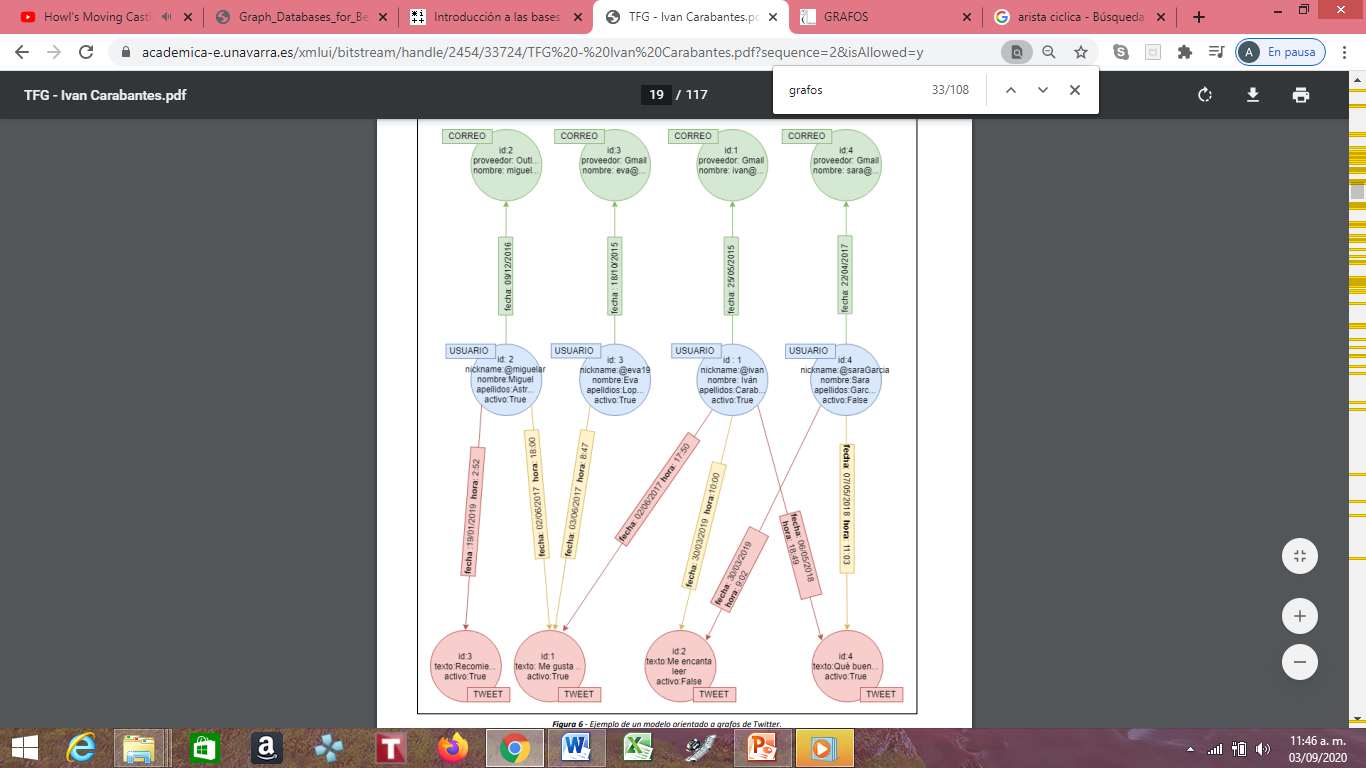 Howl's Moving Castl
Graph_Databases_for_Be
Introducción a las bases
TFG - Ivan Carabantes.pd
GRAFOS
arista ciclica - Búsqueda
academica-e.unavarra.es/xmlui/bitstream/handle/2454/33724/TFG%20-%20Ivan%20Carabantes.pdf?sequence=2&isAllowed=y
A
En pausa
TFG - Ivan Carabantes.pdf
19 / 117
grafos
33/108
CORREO
id:2
proveedor: Outl...
nombre: miguel...
CORREO
id:3
proveedor: Gmail
nombre: eva@...
CORREO
id:1
proveedor: Gmail
nombre: ivan@...
CORREO
id:4
proveedor: Gmail
nombre: sara@...
fecha: 09/12/2016
fecha : 18/10/2015
fecha: 25/05/2015
fecha: 22/04/2017
USUARIO
id: 2
nickname:@miguelar
nombre:Miguel
apellidos:Astr...
activo:True
USUARIO
id: 3
nickname:@eva19
nombre:Eva
apellidios:Lop...
activo:True
USUARIO
id : 1
nickname:@ivan
nombre: Iván
apellidos:Carab...
activo:True
USUARIO
id:4
nickname:@saraGarcia
nombre:Sara
apellidos:Garc...
activo:False
fecha :19/01/2019 hora: 2:52
fecha: 02/06/2017 hora: 18:00
fecha: 03/06/2017 hora: 8:47
fecha: 02/06/2017 hora: 17:50
fecha: 30/03/2019 hora:10:00
fecha: 30/03/2019
hora: 9:02
fecha: 06/05/2018
hora: 18:49
fecha: 07/05/2018 hora: 11:03
id:3
texto:Recomie...
activo:True
TWEET
id:1
texto: Me gusta ..
activo:True
TWEET
id:2
texto:Me encanta
leer
activo:False
TWEET
id:4
texto:Què buen...
activo:True
TWEET
Figura 6 - Ejemplo de un modelo orientado a grafos de Twitter.
11:46 a. m.
03/09/2020